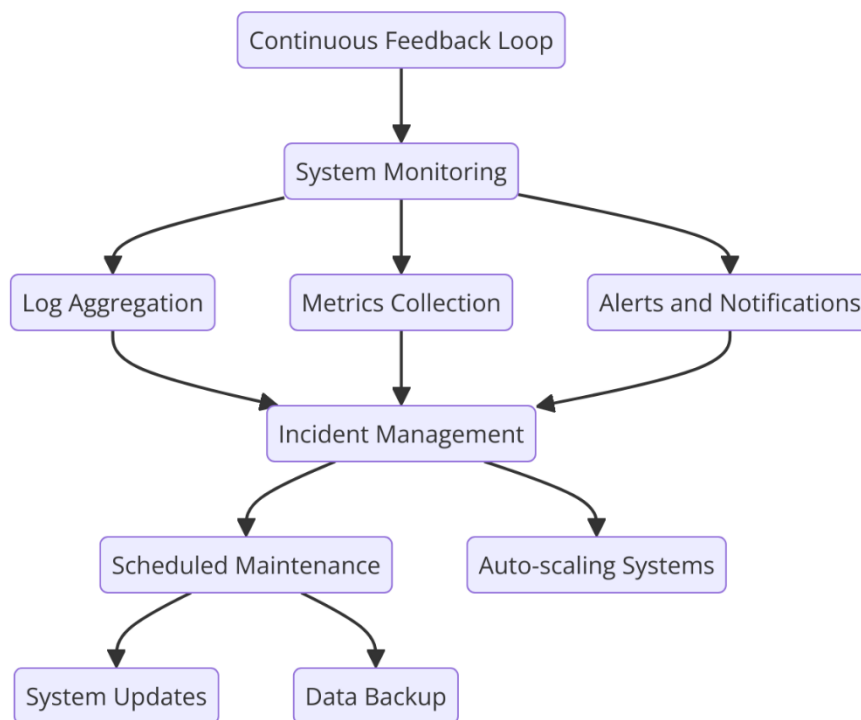 Continuous Feedback Loop
System Monitoring
Log Aggregation
Metrics Collection
Alerts and Notifications
Incident Management
Scheduled Maintenance
Auto-scaling Systems
System Updates
Data Backup